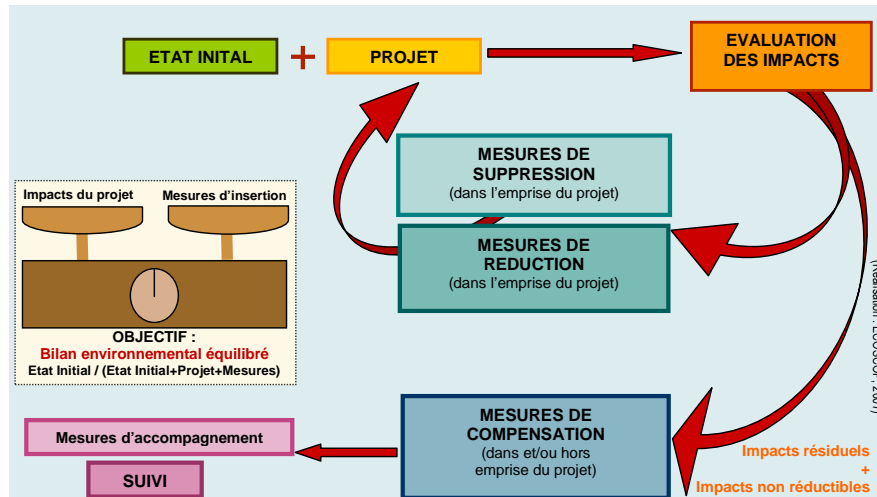 ETAT INITAL
+
PROJET
EVALUATION
DES IMPACTS
MESURES DE
SUPPRESSION
(dans l'emprise du projet)
MESURES DE
REDUCTION
(dans l'emprise du projet)
Impacts du projet
Mesures d'insertion
OBJECTIF :
Bilan environnemental équilibré
Etat Initial / (Etat Initial+Projet+Mesures)
MESURES DE
COMPENSATION
(dans et/ou hors
emprise du projet)
Mesures d'accompagnement
SUIVI
Impacts résiduels
+
Impacts non réductibles